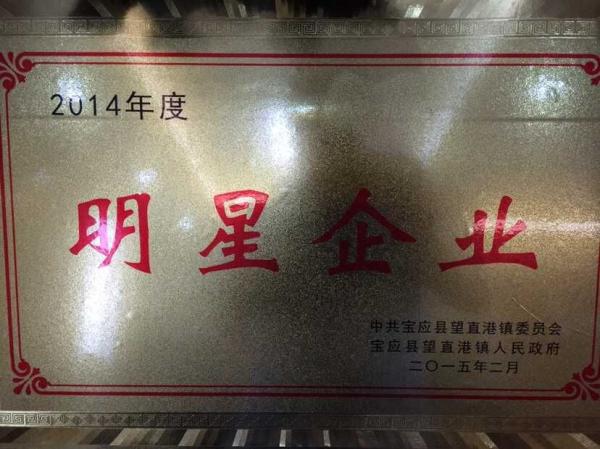 2014年度
明星企业
中共宝应县望直港镇委员会
宝应县望直港镇人民政府
二〇一五年二月